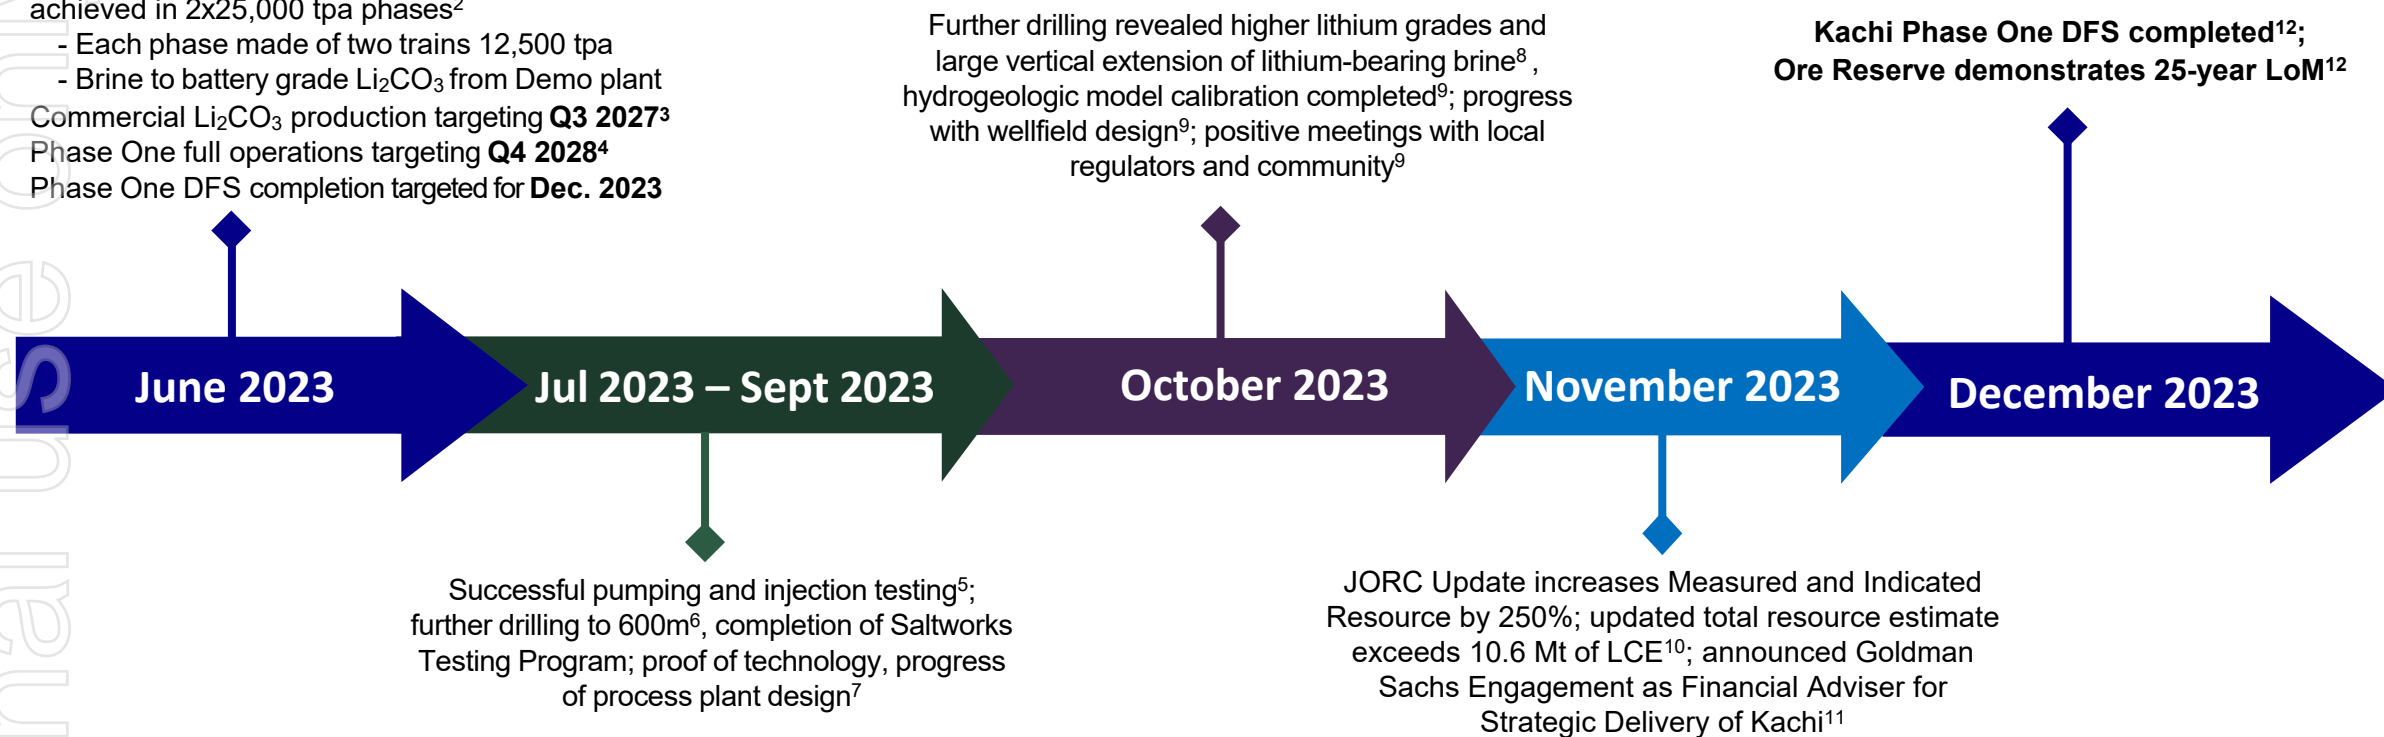 achieved in 2x25,000 tpa phases²
- Each phase made of two trains 12,500 tpa
- Brine to battery grade Li₂CO₃ from Demo plant
Commercial Li₂CO₃ production targeting Q3 2027³
Phase One full operations targeting Q4 2028⁴
Phase One DFS completion targeted for Dec. 2023
Further drilling revealed higher lithium grades and
large vertical extension of lithium-bearing brine⁸ ,
hydrogeologic model calibration completed⁹; progress
with wellfield design⁹; positive meetings with local
regulators and community⁹
Kachi Phase One DFS completed¹²;
Ore Reserve demonstrates 25-year LoM¹²
June 2023
Jul 2023 – Sept 2023
October 2023
November 2023
December 2023
Successful pumping and injection testing⁵;
further drilling to 600m⁶, completion of Saltworks
Testing Program; proof of technology, progress
of process plant design⁷
JORC Update increases Measured and Indicated
Resource by 250%; updated total resource estimate
exceeds 10.6 Mt of LCE¹⁰; announced Goldman
Sachs Engagement as Financial Adviser for
Strategic Delivery of Kachi¹¹
use